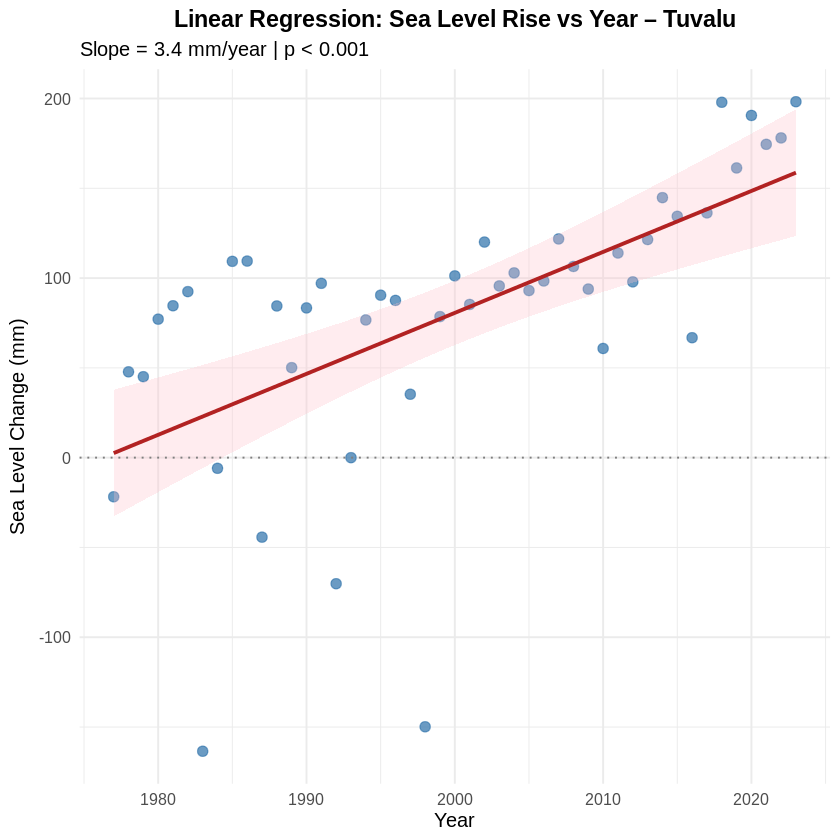 Linear Regression: Sea Level Rise vs Year – Tuvalu
Slope = 3.4 mm/year | p < 0.001
Sea Level Change (mm)
200
100
0
-100
1980
1990
2000
2010
2020
Year